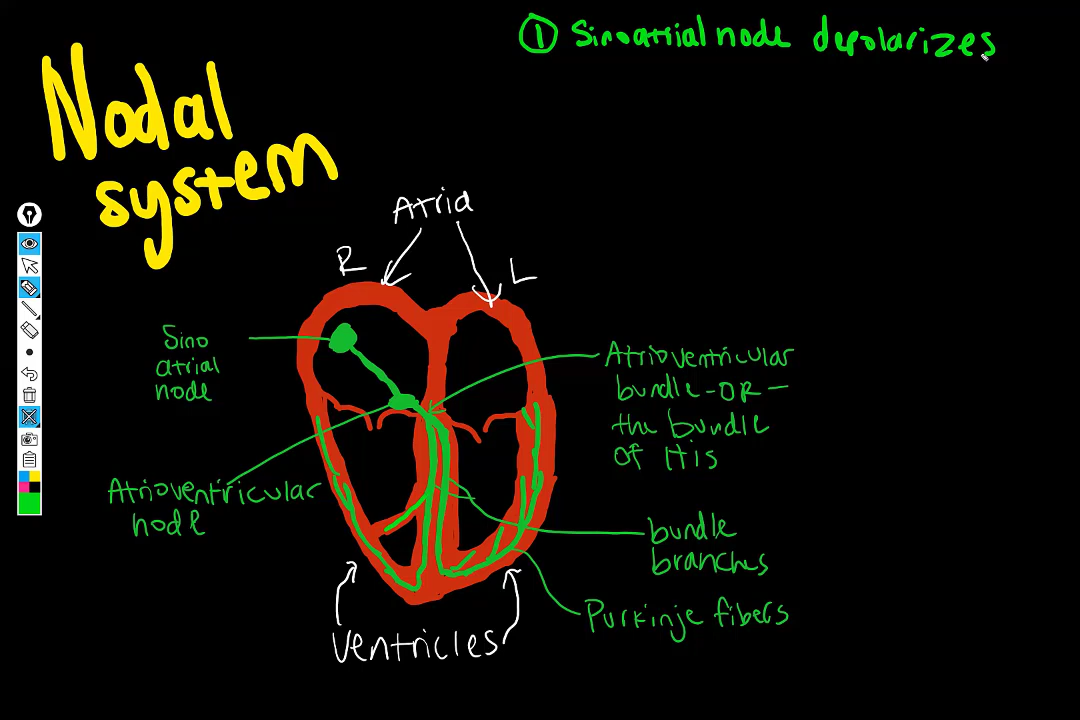 ① Sinoatrial node depolarizes
Nodal
system
Atria
R
L
Sino
atrial
node
Atrioventricular
bundle - OR -
the bundle
of His
Atrioventricular
node
bundle
branches
Purkinje fibers
Ventricles